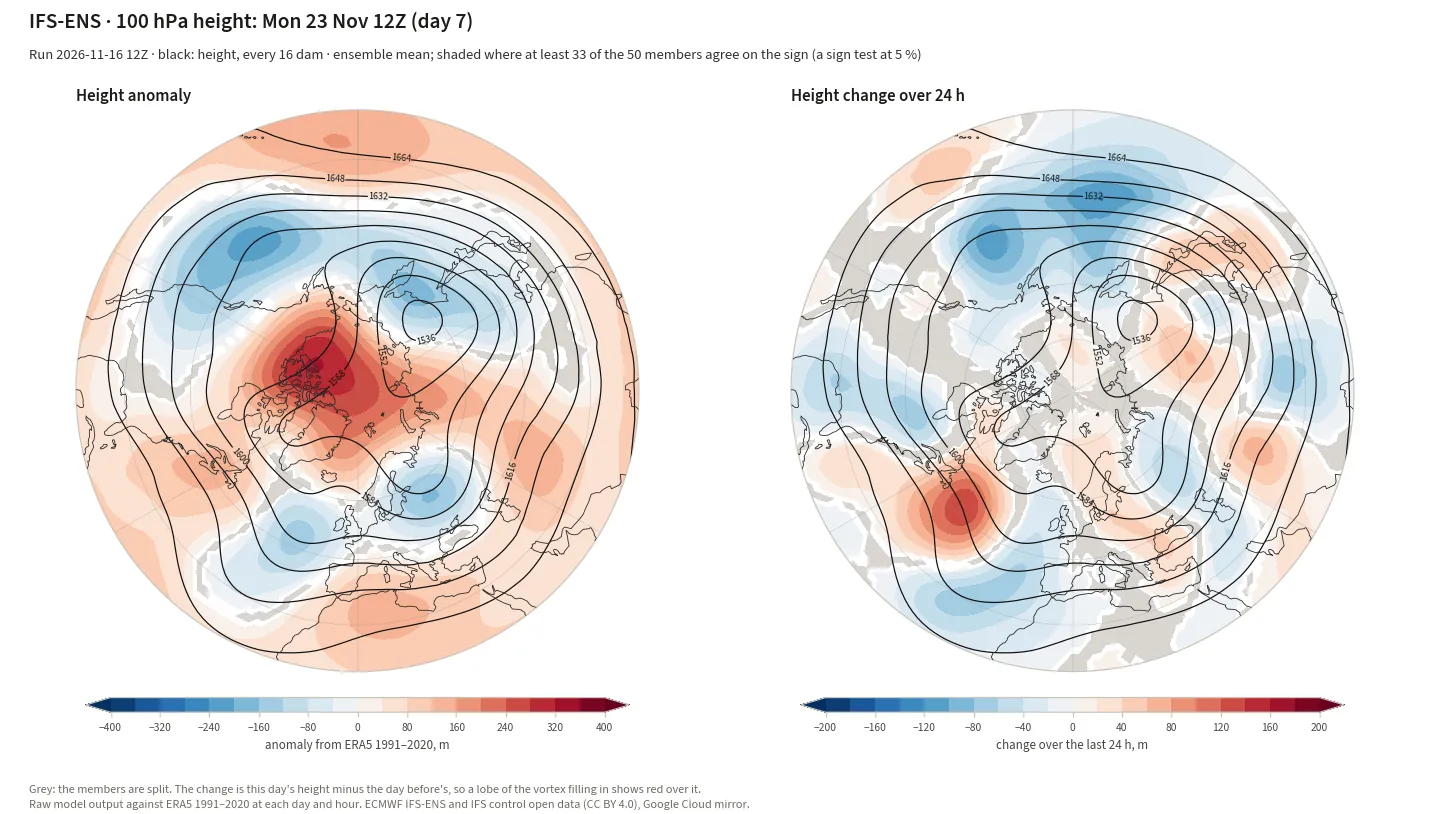 IFS-ENS · 100 hPa height: Mon 23 Nov 12Z (day 7)
Run 2026-11-16 12Z · black: height, every 16 dam · ensemble mean; shaded where at least 33 of the 50 members agree on the sign (a sign test at 5 %)
Height anomaly
Height change over 24 h
1664
1648
1632
1536
1552
1568
1600
1584
1616
1664
1648
1632
1536
1552
1568
1600
1584
1616
−400 −320 −240 −160 −80 0 80 160 240 320 400
anomaly from ERA5 1991–2020, m
−200 −160 −120 −80 −40 0 40 80 120 160 200
change over the last 24 h, m
Grey: the members are split. The change is this day's height minus the day before's, so a lobe of the vortex filling in shows red over it.
Raw model output against ERA5 1991–2020 at each day and hour. ECMWF IFS-ENS and IFS control open data (CC BY 4.0), Google Cloud mirror.